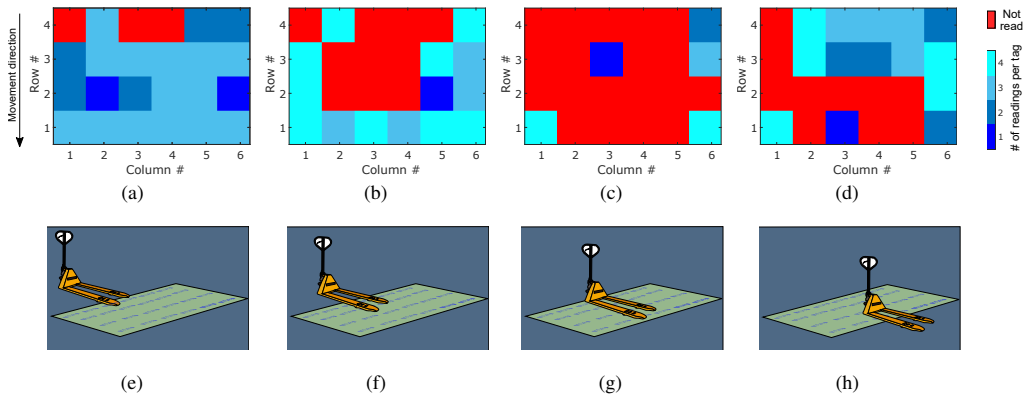 Movement direction
Row #
4
3
2
1
1 2 3 4 5 6
Column #
(a)
Row #
4
3
2
1
1 2 3 4 5 6
Column #
(b)
Row #
4
3
2
1
1 2 3 4 5 6
Column #
(c)
Row #
4
3
2
1
1 2 3 4 5 6
Column #
(d)
Not
read
4
3
2
1
# of readings per tag
(e) (f) (g) (h)